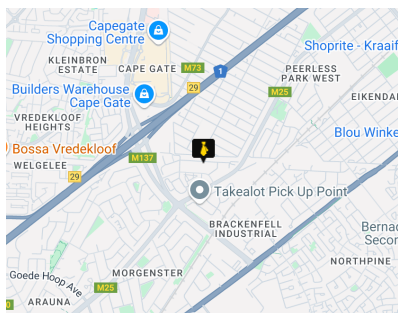 Capegate
Shopping Centre
Shoprite - Kraaif
KLEINBRON
ESTATE
CAPE GATE
M73
1
PEERLESS
PARK WEST
Builders Warehouse
Cape Gate
29
M25
EIKENDA
VREDEKLOOF
HEIGHTS
Blou Winke
Bossa Vredekloof
M137
WELGELEE
29
Takealot Pick Up Point
BRACKENFELL
INDUSTRIAL
Bernad
Secon
NORTHPINE
MORGENSTER
Goede Hoop Ave
M25
ARAUNA
0